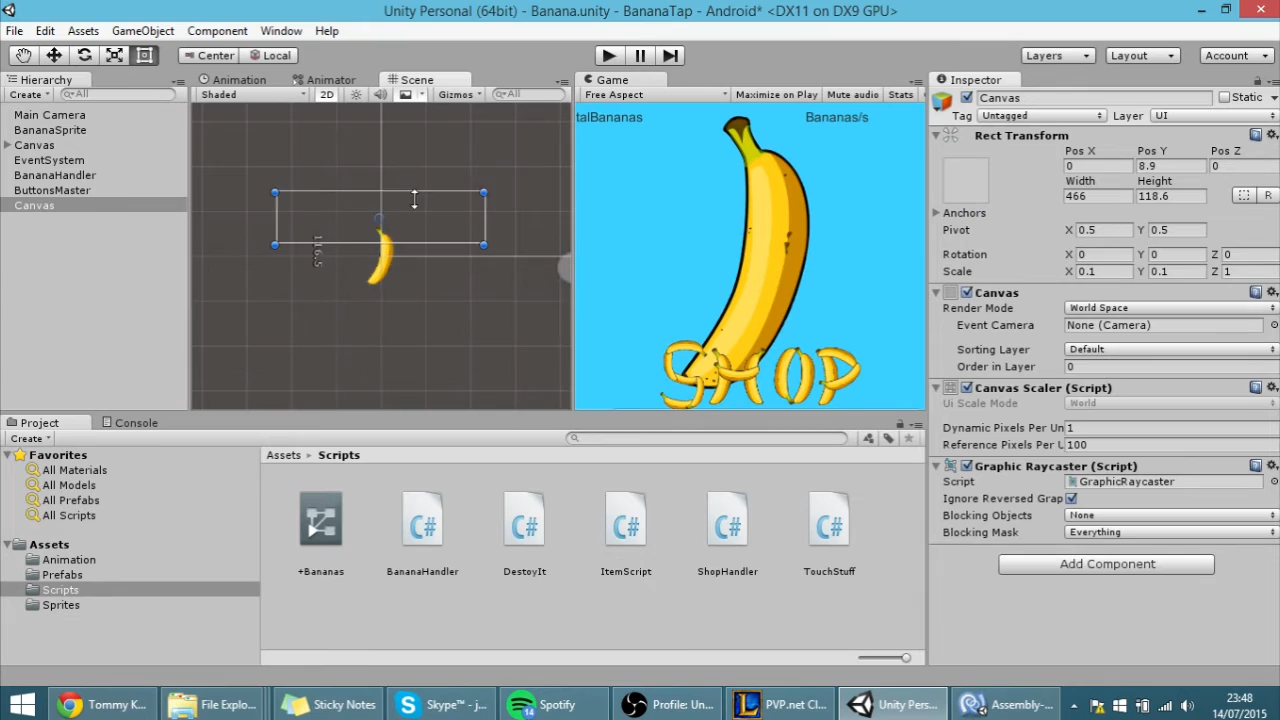 Unity Personal (64bit) - Banana.unity - BananaTap - Android* <DX11 on DX9 GPU>
File Edit Assets GameObject Component Window Help
Center Local Layers Layout Account
Hierarchy Animation Animator Scene Game Inspector
Create All Shaded 2D Gizmos All Free Aspect Maximize on Play Mute audio Stats Canvas Static
Tag Untagged Layer UI
Main Camera
BananaSprite
Canvas
EventSystem
BananaHandler
ButtonsMaster
Canvas
116.5
talBananas Bananas/s
SHOP
Rect Transform
Pos X Pos Y Pos Z
0 8.9 0
Width Height
466 118.6 R
Anchors
Pivot X 0.5 Y 0.5
Rotation X 0 Y 0 Z 0
Scale X 0.1 Y 0.1 Z 1
Canvas
Render Mode World Space
Event Camera None (Camera)
Sorting Layer Default
Order in Layer 0
Canvas Scaler (Script)
Ui Scale Mode World
Dynamic Pixels Per Un 1
Reference Pixels Per U 100
Graphic Raycaster (Script)
Script GraphicRaycaster
Ignore Reversed Grap
Blocking Objects None
Blocking Mask Everything
Add Component
Project Console
Create
Favorites
All Materials
All Models
All Prefabs
All Scripts
Assets
Animation
Prefabs
Scripts
Sprites
Assets Scripts
C# C# C# C# C#
+Bananas BananaHandler DestoyIt ItemScript ShopHandler TouchStuff
Tommy K... File Explo... Sticky Notes Skype™ - j... 14 Spotify Profile: Un... PVP.net Cl... Unity Pers... Assembly-... 23:48
14/07/2015